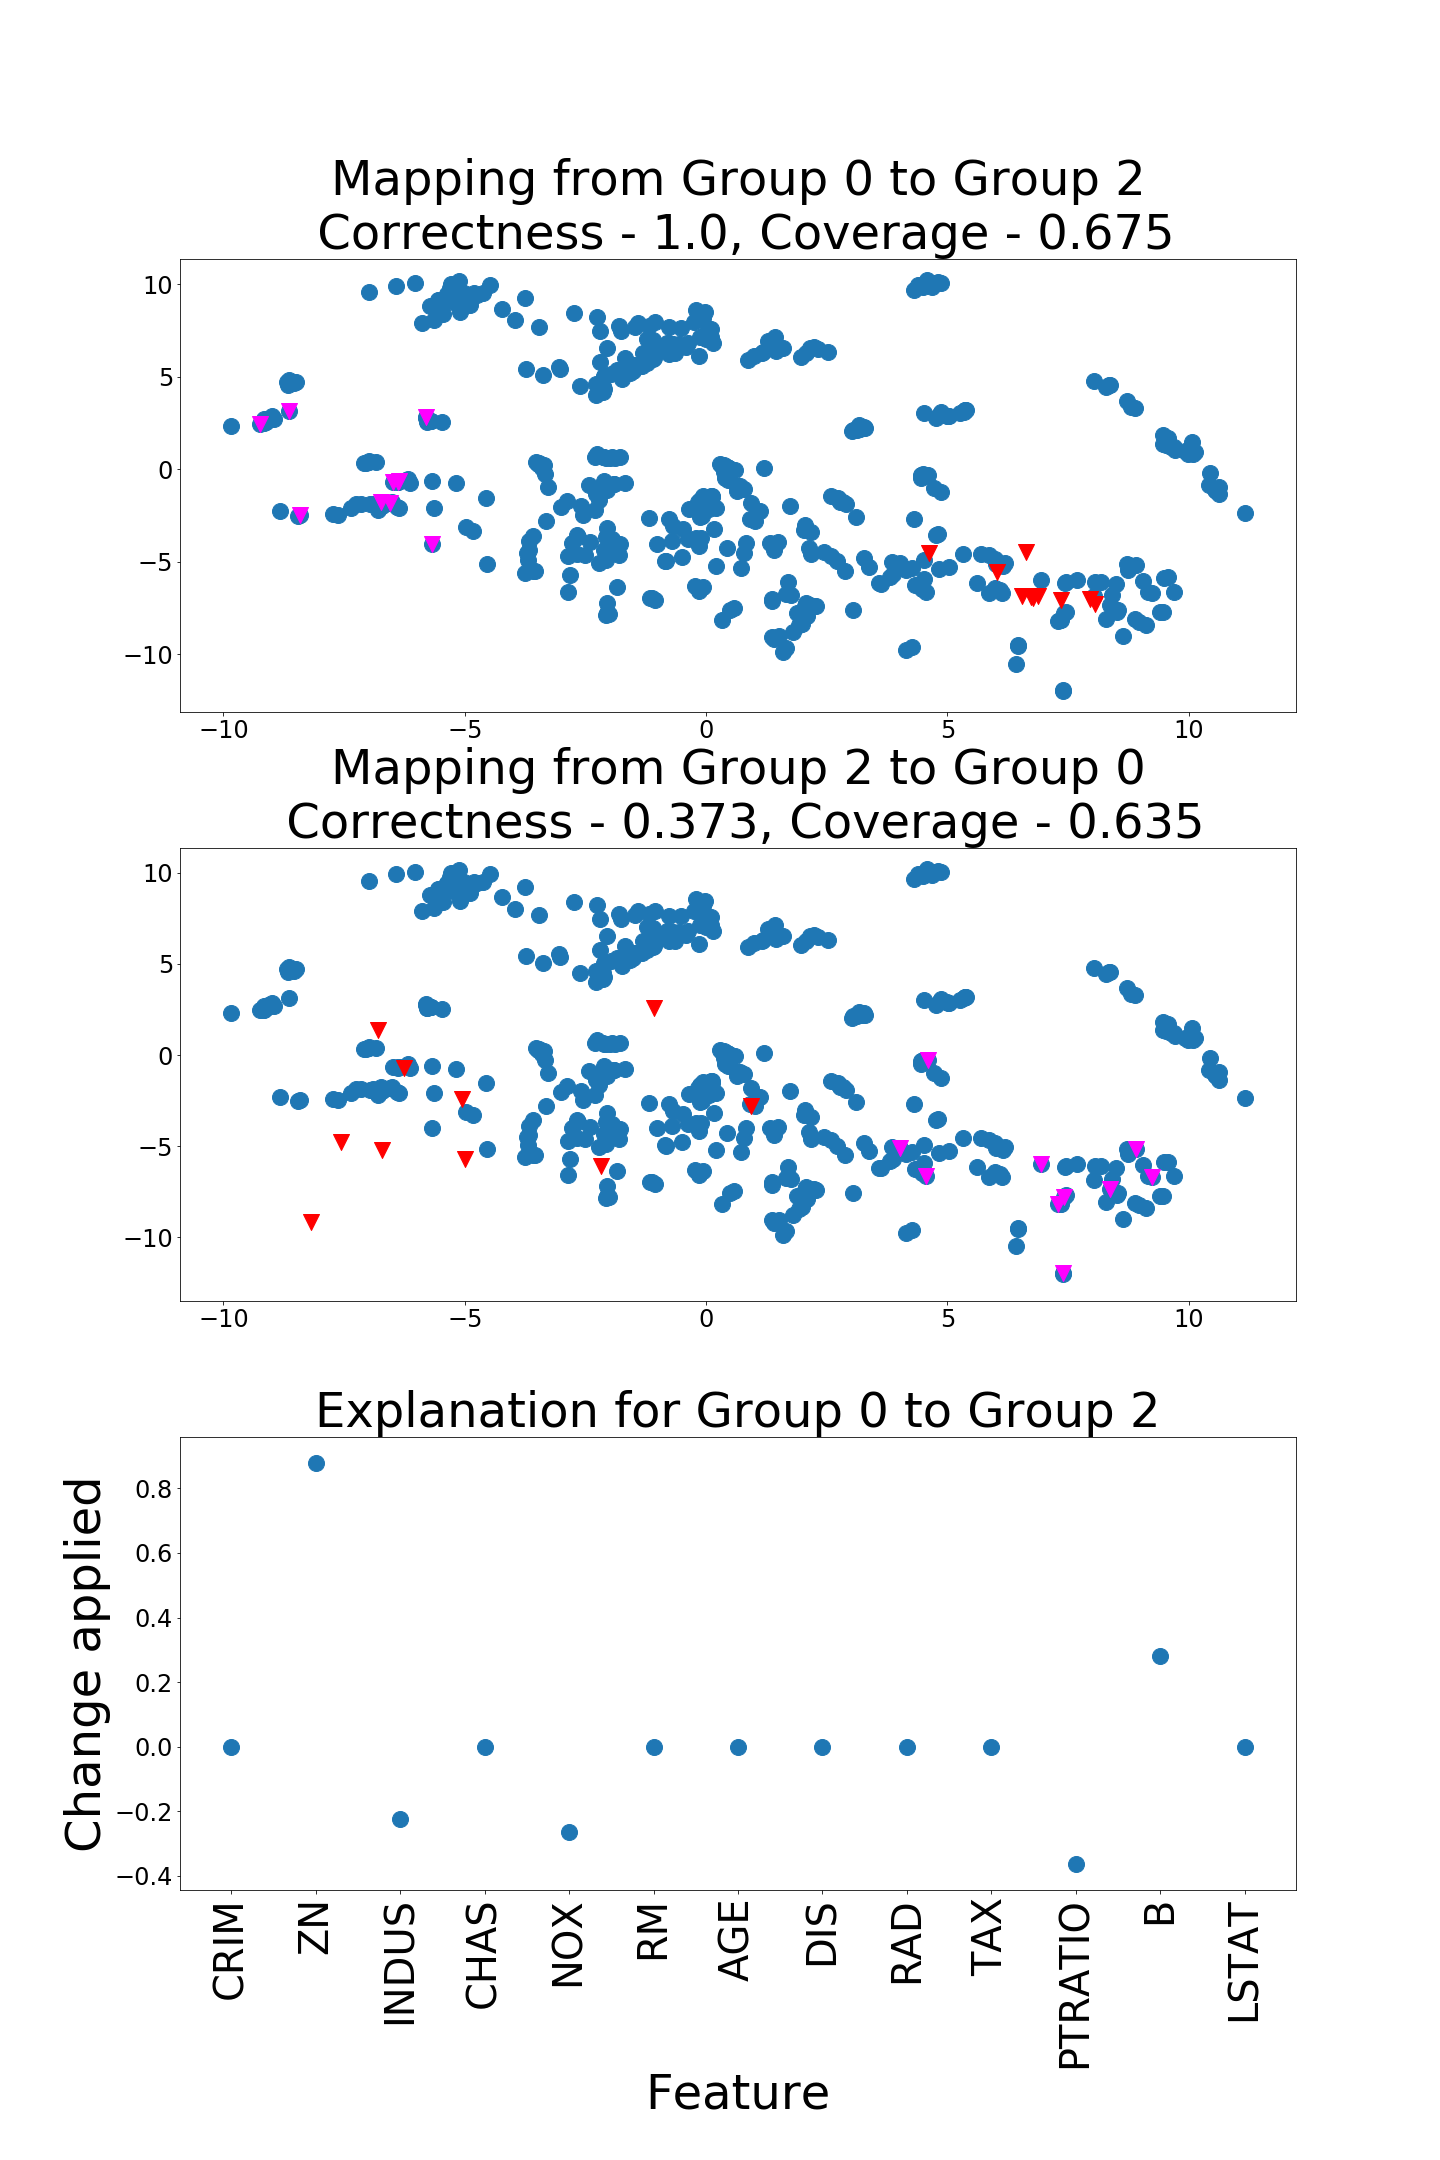 Mapping from Group 0 to Group 2
Correctness - 1.0, Coverage - 0.675
10
5
0
−5
−10
−10 −5 0 5 10
Mapping from Group 2 to Group 0
Correctness - 0.373, Coverage - 0.635
10
5
0
−5
−10
−10 −5 0 5 10
Explanation for Group 0 to Group 2
Change applied
0.8
0.6
0.4
0.2
0.0
−0.2
−0.4
CRIM ZN INDUS CHAS NOX RM AGE DIS RAD TAX PTRATIO B LSTAT
Feature